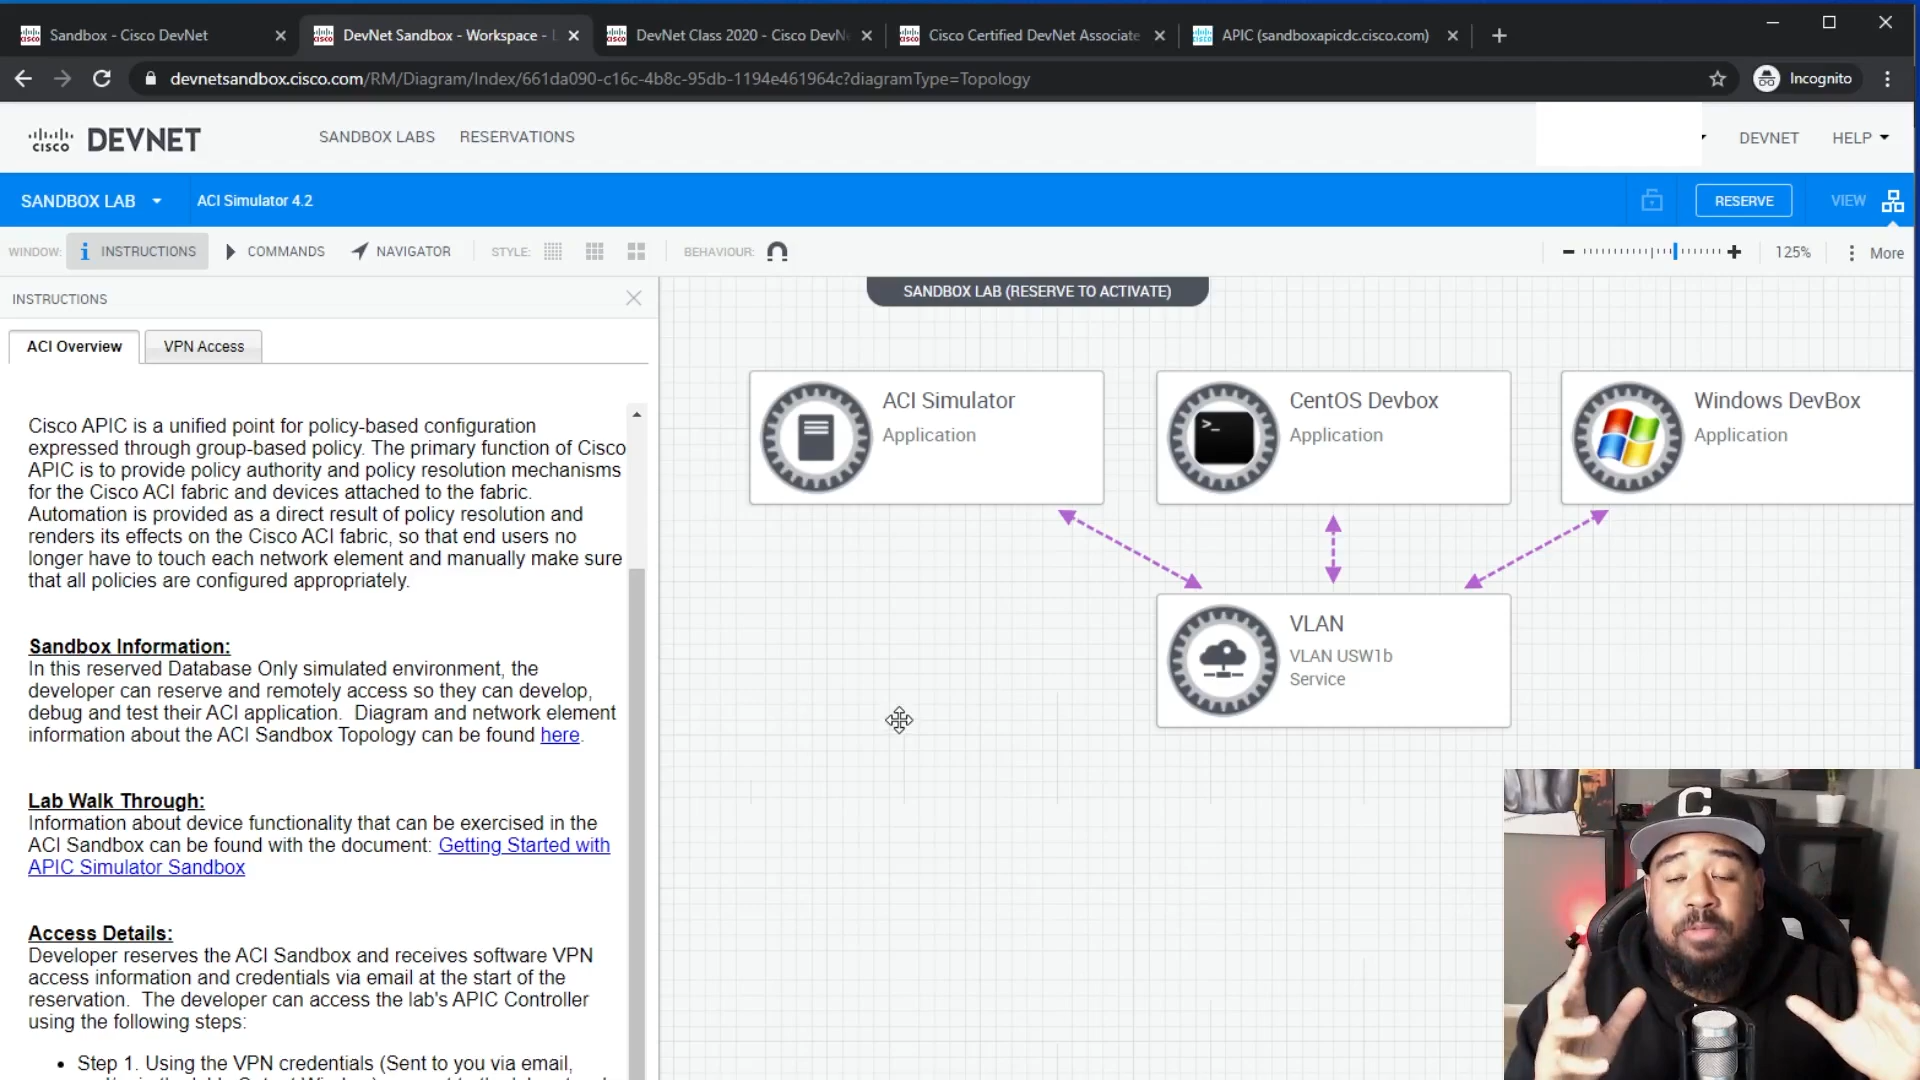 Sandbox - Cisco DevNet
DevNet Sandbox - Workspace -
DevNet Class 2020 - Cisco DevN
Cisco Certified DevNet Associate
APIC (sandboxapicdc.cisco.com)
devnetsandbox.cisco.com/RM/Diagram/Index/661da090-c16c-4b8c-95db-1194e461964c?diagramType=Topology
Incognito
cisco DEVNET
SANDBOX LABS
RESERVATIONS
DEVNET
HELP
SANDBOX LAB
ACI Simulator 4.2
RESERVE
VIEW
WINDOW:
INSTRUCTIONS
COMMANDS
NAVIGATOR
STYLE:
BEHAVIOUR:
125%
More
INSTRUCTIONS
ACI Overview
VPN Access
Cisco APIC is a unified point for policy-based configuration
expressed through group-based policy. The primary function of Cisco
APIC is to provide policy authority and policy resolution mechanisms
for the Cisco ACI fabric and devices attached to the fabric.
Automation is provided as a direct result of policy resolution and
renders its effects on the Cisco ACI fabric, so that end users no
longer have to touch each network element and manually make sure
that all policies are configured appropriately.
Sandbox Information:
In this reserved Database Only simulated environment, the
developer can reserve and remotely access so they can develop,
debug and test their ACI application. Diagram and network element
information about the ACI Sandbox Topology can be found here.
Lab Walk Through:
Information about device functionality that can be exercised in the
ACI Sandbox can be found with the document: Getting Started with
APIC Simulator Sandbox
Access Details:
Developer reserves the ACI Sandbox and receives software VPN
access information and credentials via email at the start of the
reservation. The developer can access the lab's APIC Controller
using the following steps:
• Step 1. Using the VPN credentials (Sent to you via email,
SANDBOX LAB (RESERVE TO ACTIVATE)
ACI Simulator
Application
CentOS Devbox
Application
Windows DevBox
Application
VLAN
VLAN USW1b
Service
C